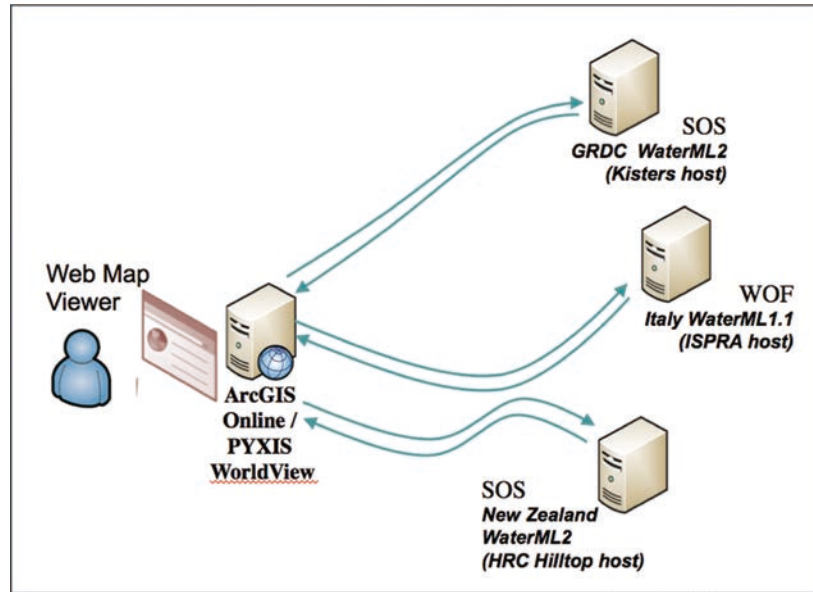 SOS
GRDC WaterML2
(Kisters host)
Web Map
Viewer
WOF
Italy WaterML1.1
(ISPRA host)
ArcGIS
Online /
PYXIS
WorldView
SOS
New Zealand
WaterML2
(HRC Hilltop host)